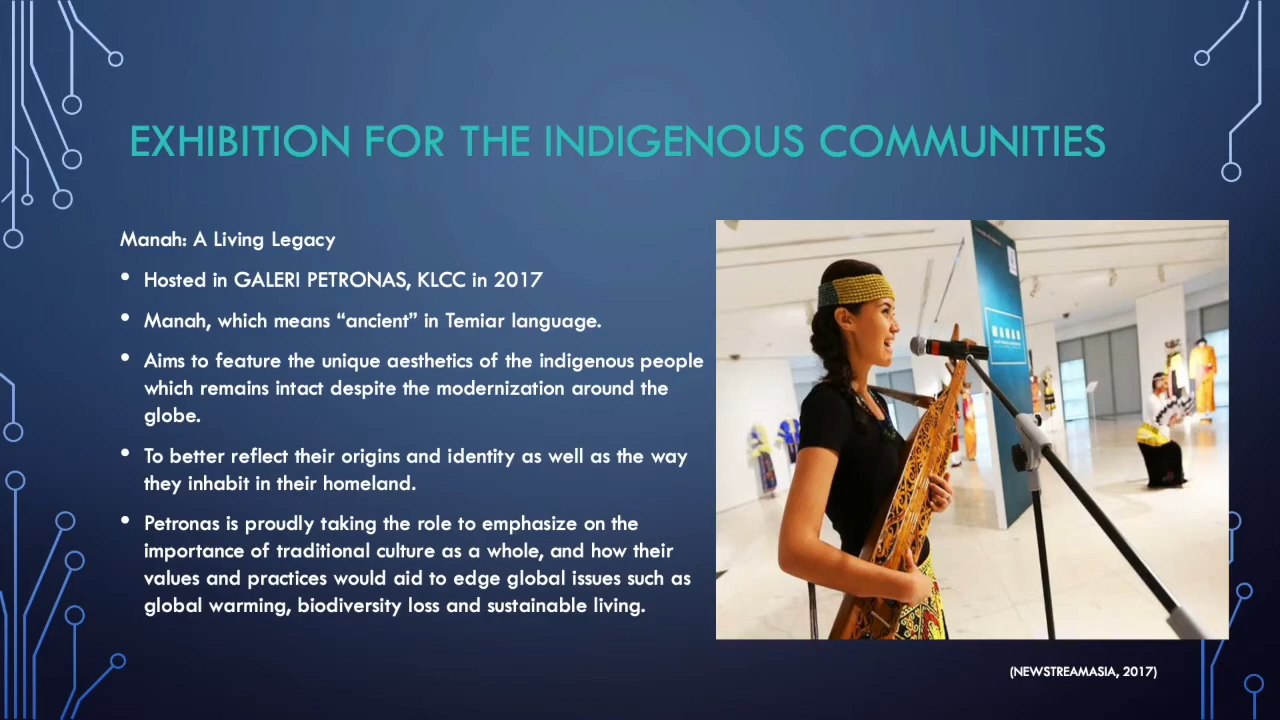 EXHIBITION FOR THE INDIGENOUS COMMUNITIES
Manah: A Living Legacy
• Hosted in GALERI PETRONAS, KLCC in 2017
• Manah, which means “ancient” in Temiar language.
• Aims to feature the unique aesthetics of the indigenous people
which remains intact despite the modernization around the
globe.
• To better reflect their origins and identity as well as the way
they inhabit in their homeland.
• Petronas is proudly taking the role to emphasize on the
importance of traditional culture as a whole, and how their
values and practices would aid to edge global issues such as
global warming, biodiversity loss and sustainable living.
MANAH
(NEWSTREAMASIA, 2017)